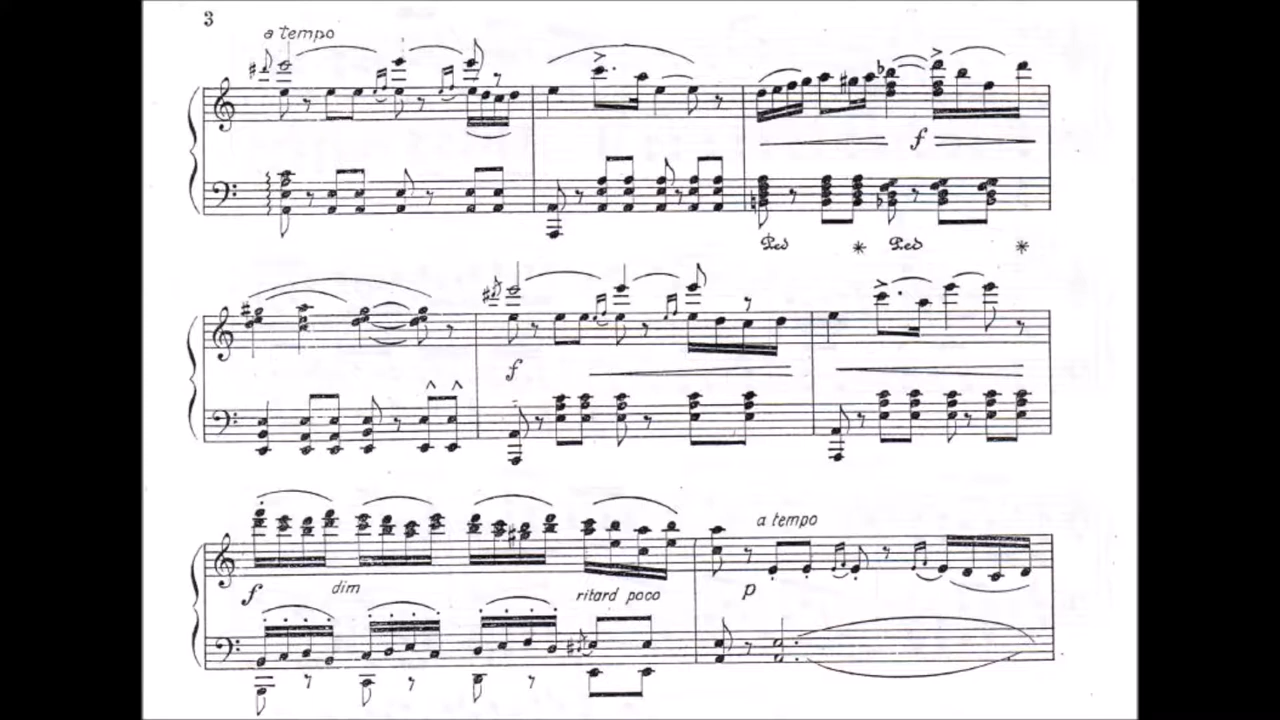 3
a tempo
f
Ped * Ped *
f
f dim ritard poco
a tempo
p